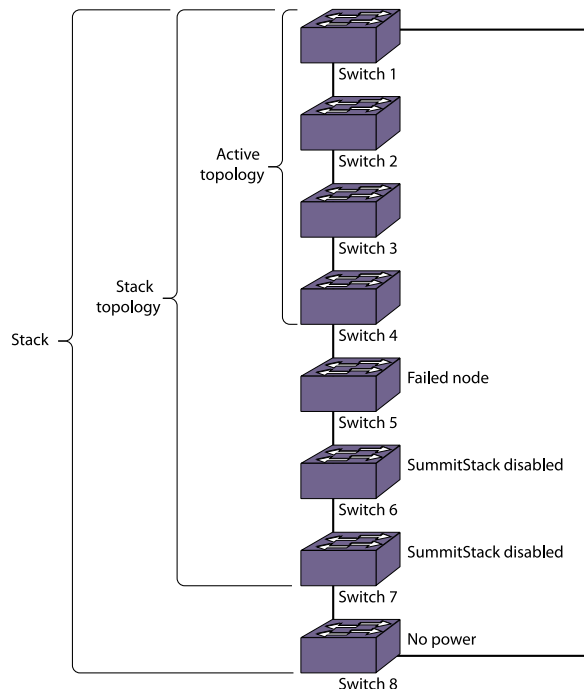 Switch 1
Switch 2
Active
topology
Switch 3
Stack
topology
Switch 4
Stack
Failed node
Switch 5
SummitStack disabled
Switch 6
SummitStack disabled
Switch 7
No power
Switch 8